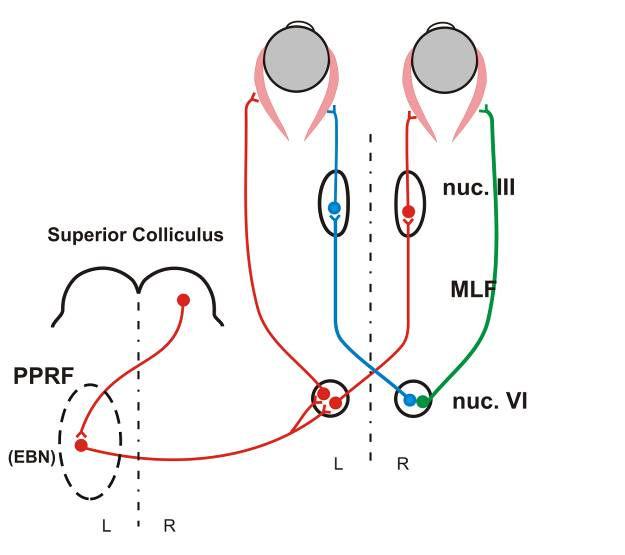 nuc. III
Superior Colliculus
MLF
PPRF
nuc. VI
(EBN)
L
R
L
R